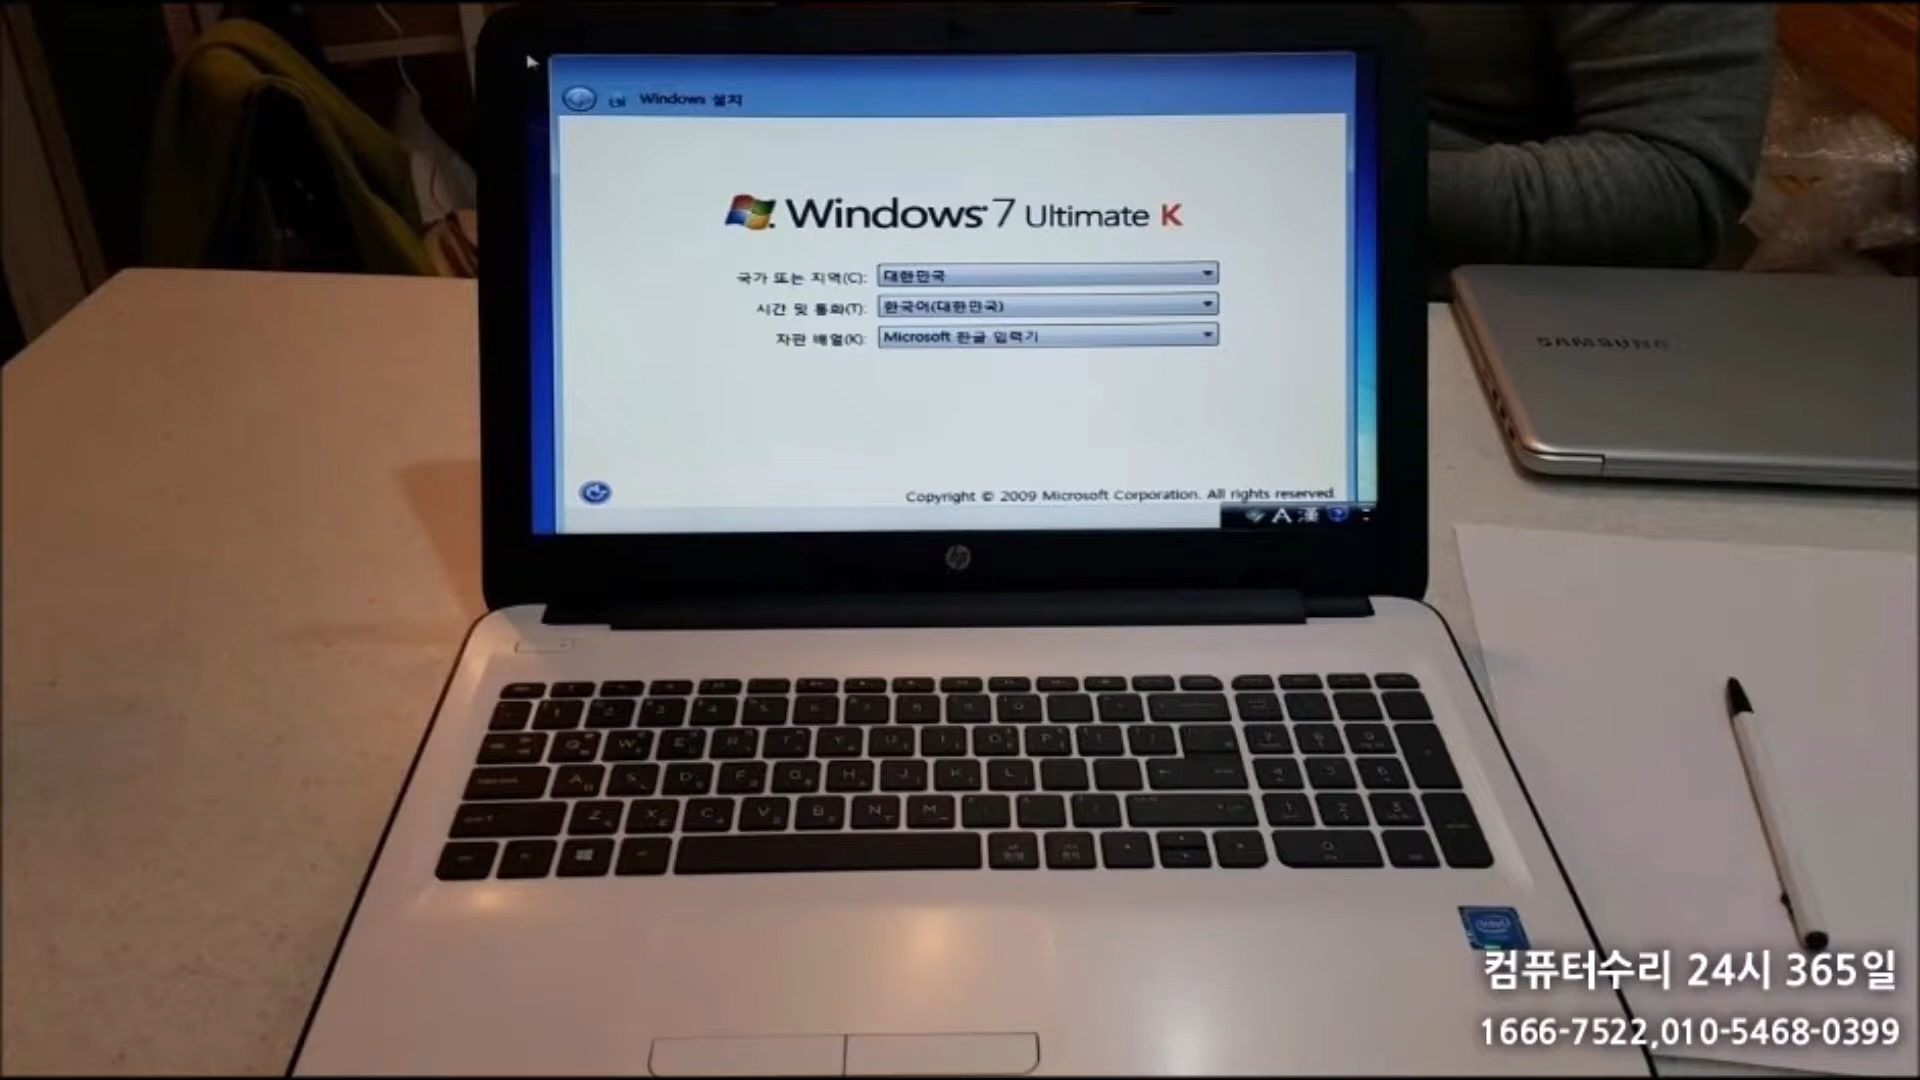 Windows 설치
Windows 7 Ultimate K
국가 또는 지역(C): 대한민국
시간 및 통화(T): 한국어(대한민국)
자판 배열(K): Microsoft 한글 입력기
Copyright © 2009 Microsoft Corporation. All rights reserved.
A 漢 ?
hp
SAMSUNG
Q W E R T Y U I O P
A S D F G H J K L
Z X C V B N M
intel
컴퓨터수리 24시 365일
1666-7522,010-5468-0399